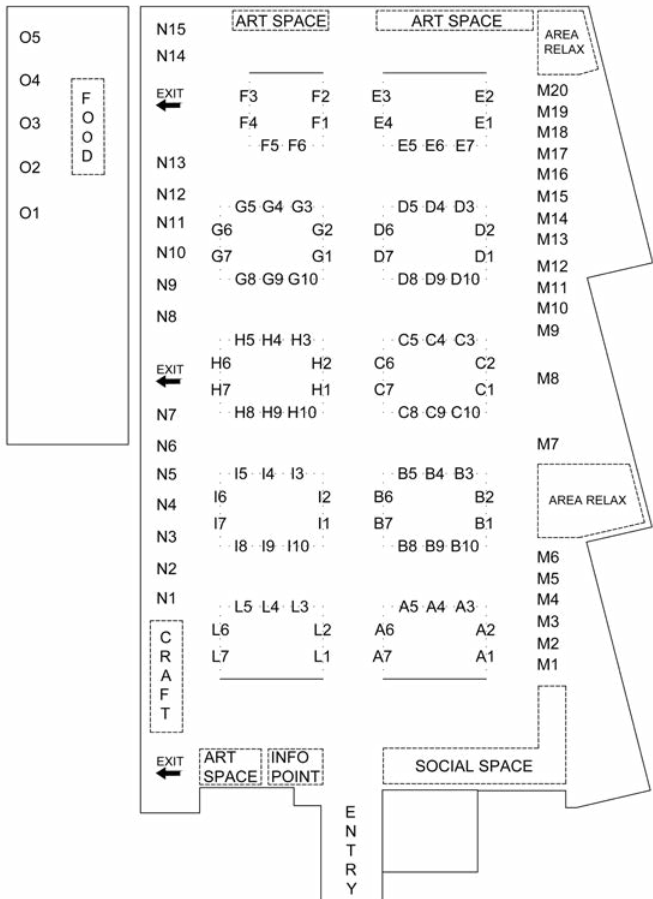 O5
O4
O3
O2
O1
FOOD
N15
N14
EXIT
N13
N12
N11
N10
N9
N8
EXIT
N7
N6
N5
N4
N3
N2
N1
CRAFT
EXIT
ART SPACE
ART SPACE
AREA
RELAX
F3 F2
F4 F1
F5 F6
E3 E2
E4 E1
E5 E6 E7
G5 G4 G3
G6 G2
G7 G1
G8 G9 G10
D5 D4 D3
D6 D2
D7 D1
D8 D9 D10
H5 H4 H3
H6 H2
H7 H1
H8 H9 H10
C5 C4 C3
C6 C2
C7 C1
C8 C9 C10
I5 I4 I3
I6 I2
I7 I1
I8 I9 I10
B5 B4 B3
B6 B2
B7 B1
B8 B9 B10
L5 L4 L3
L6 L2
L7 L1
A5 A4 A3
A6 A2
A7 A1
M20
M19
M18
M17
M16
M15
M14
M13
M12
M11
M10
M9
M8
M7
AREA RELAX
M6
M5
M4
M3
M2
M1
ART
SPACE
INFO
POINT
SOCIAL SPACE
ENTRY